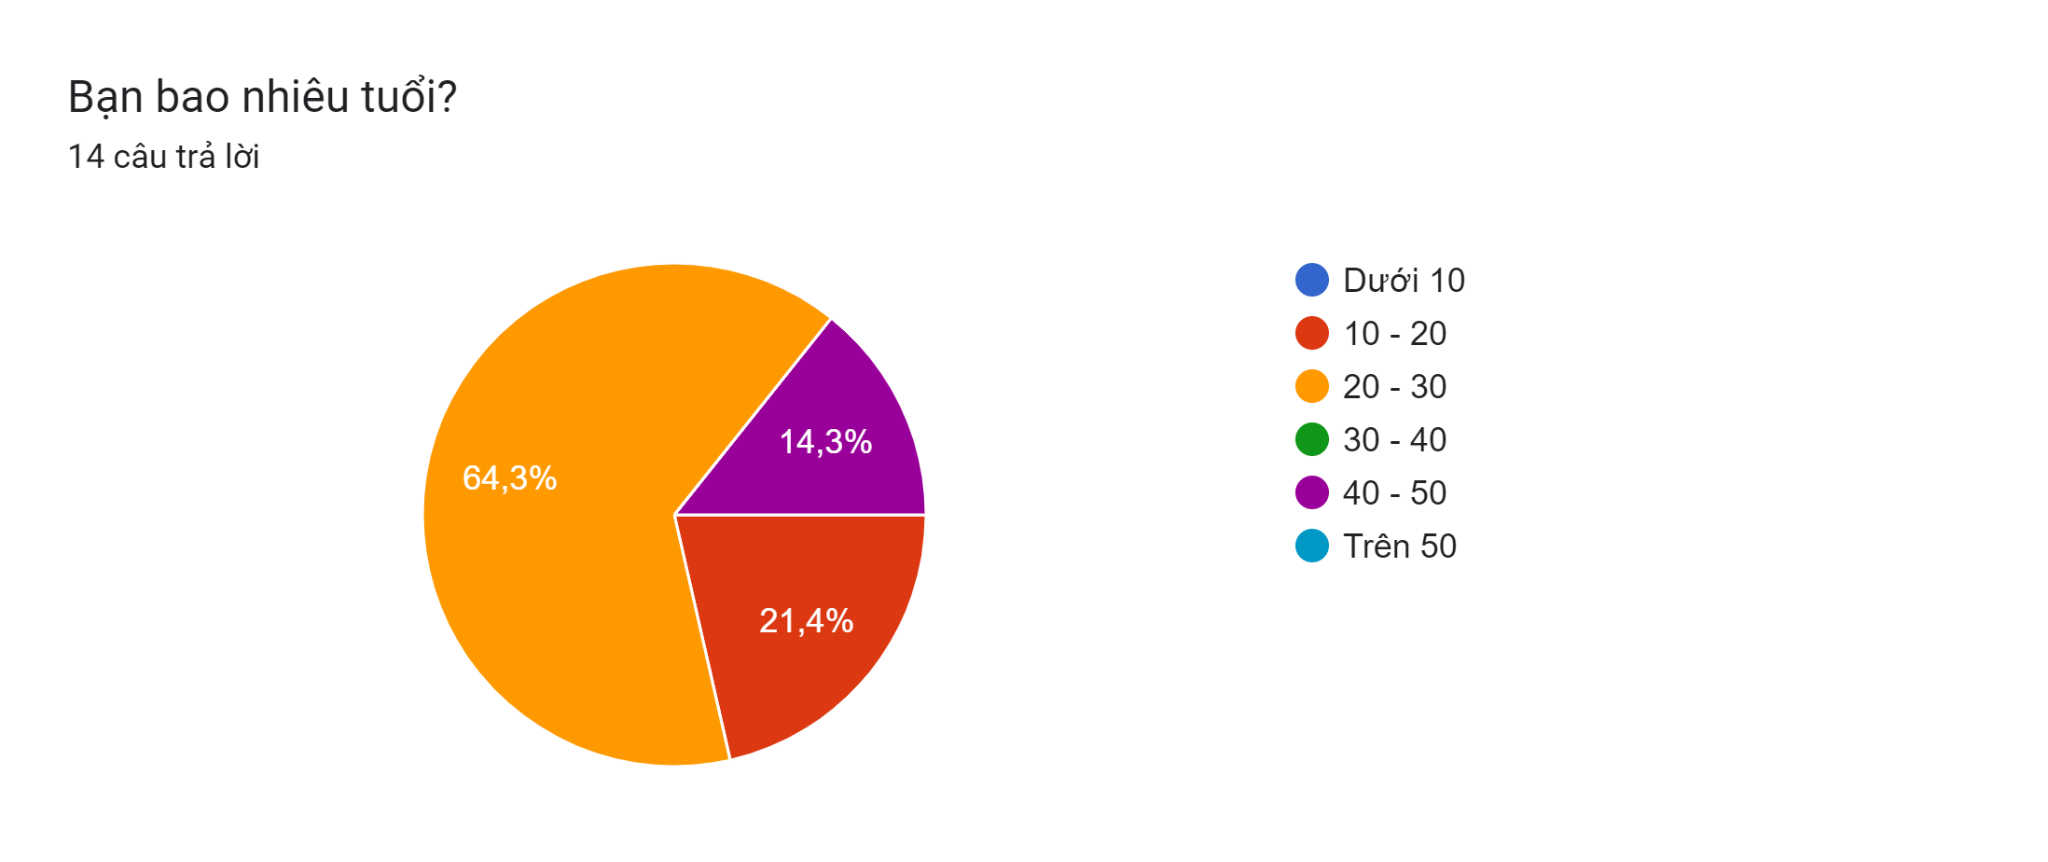 Bạn bao nhiêu tuổi?
14 câu trả lời
64,3%
14,3%
21,4%
Dưới 10
10 - 20
20 - 30
30 - 40
40 - 50
Trên 50